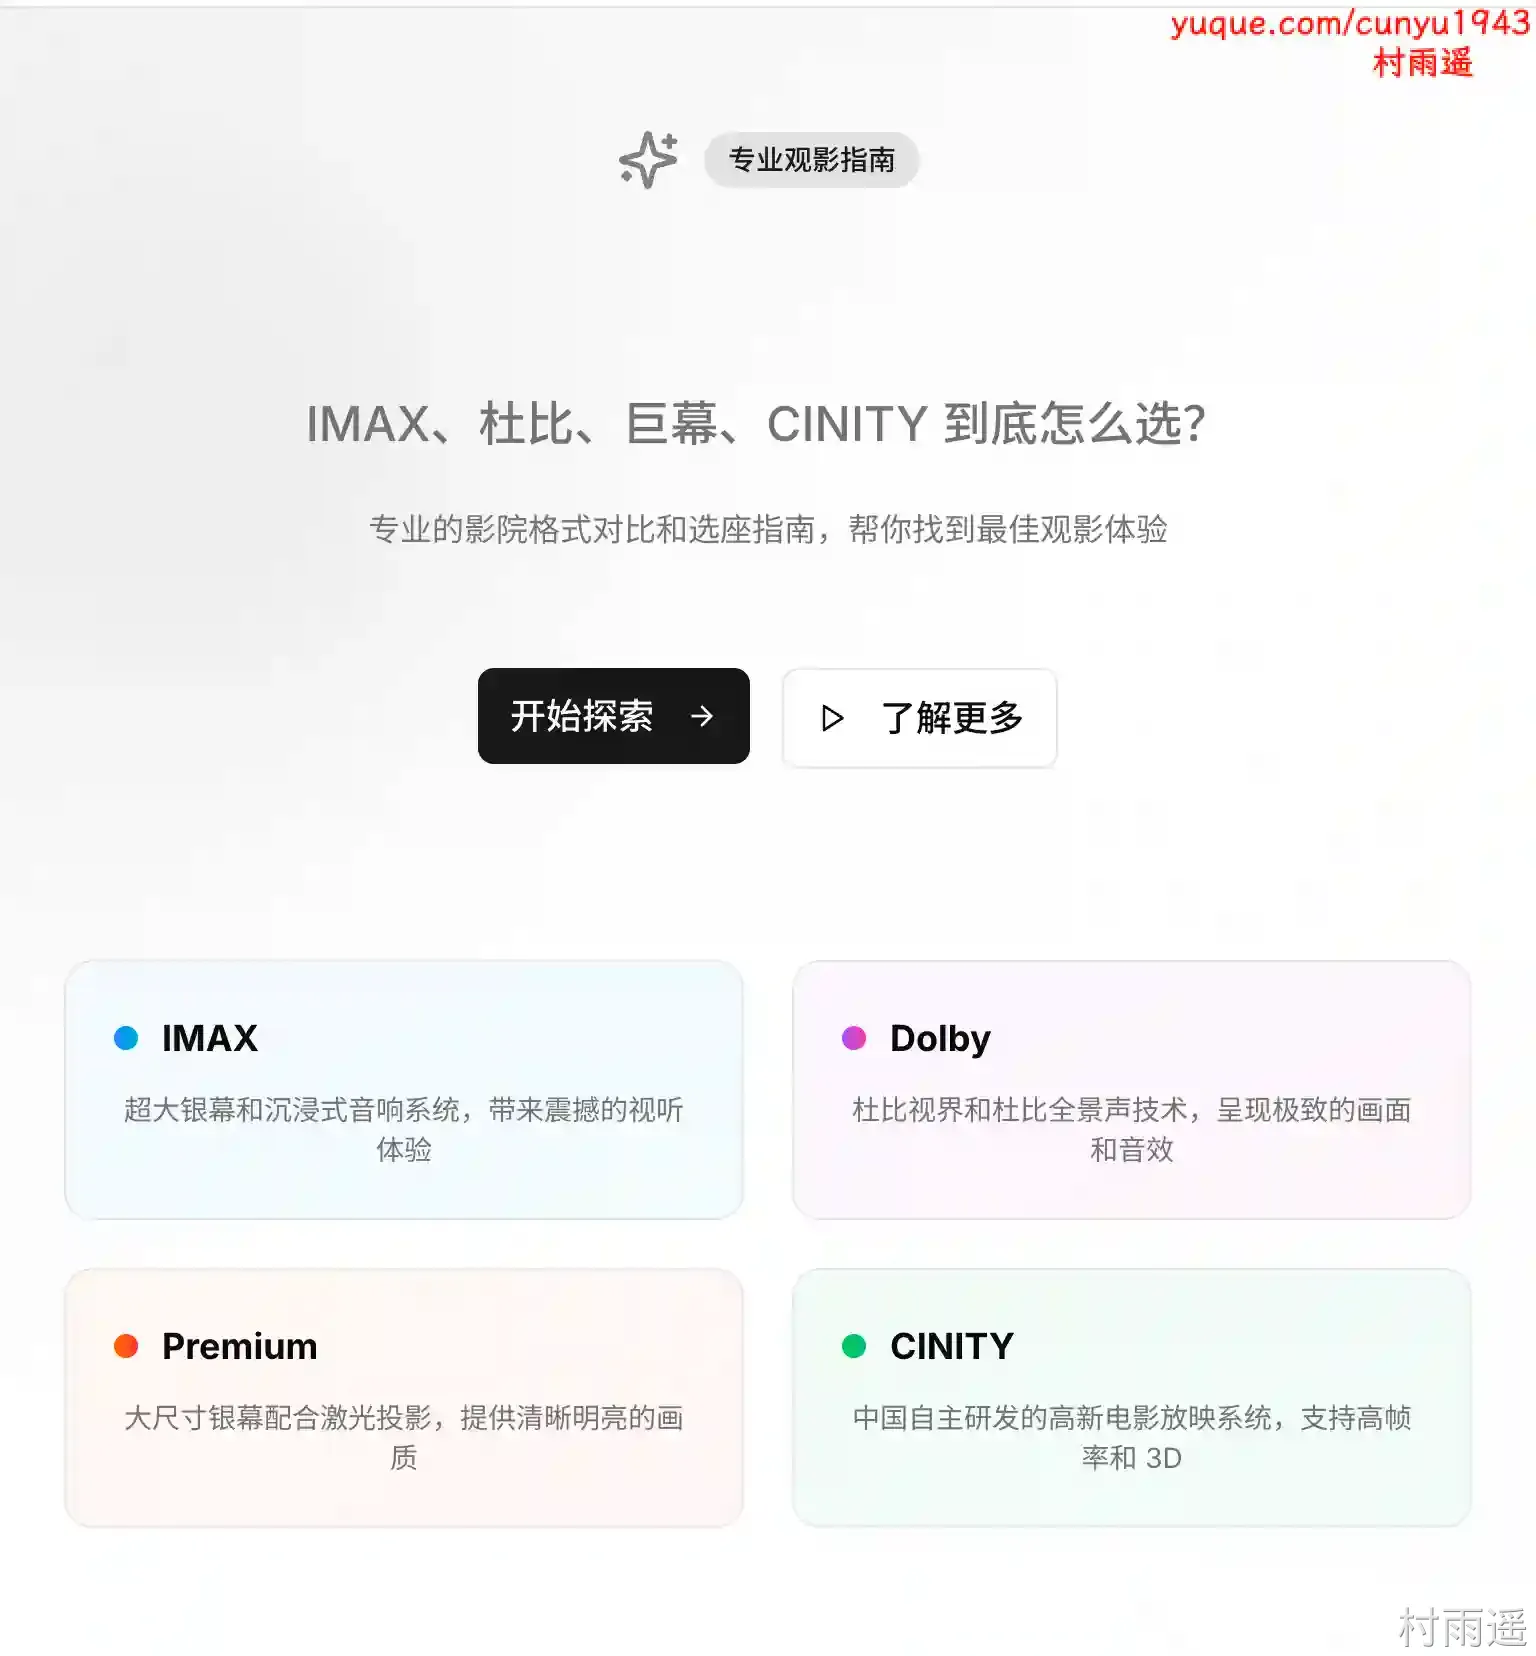 yuque.com/cunyu1943
村雨遥
专业观影指南
IMAX、杜比、巨幕、CINITY 到底怎么选?
专业的影院格式对比和选座指南，帮你找到最佳观影体验
开始探索 →
了解更多
IMAX
超大银幕和沉浸式音响系统，带来震撼的视听
体验
Dolby
杜比视界和杜比全景声技术，呈现极致的画面
和音效
Premium
大尺寸银幕配合激光投影，提供清晰明亮的画
质
CINITY
中国自主研发的高新电影放映系统，支持高帧
率和 3D
村雨遥